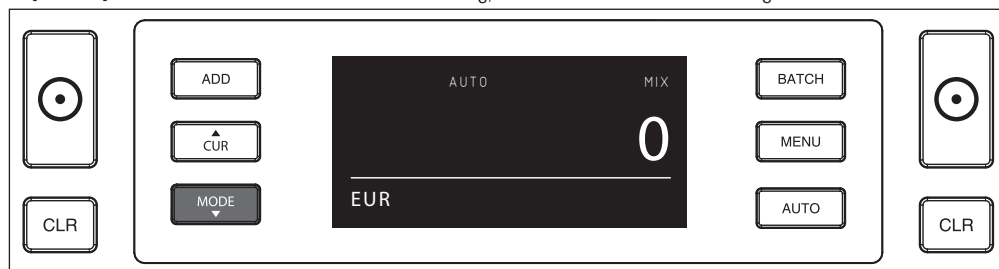 ADD
CUR
MODE
CLR
AUTO MIX
0
EUR
BATCH
MENU
AUTO
CLR